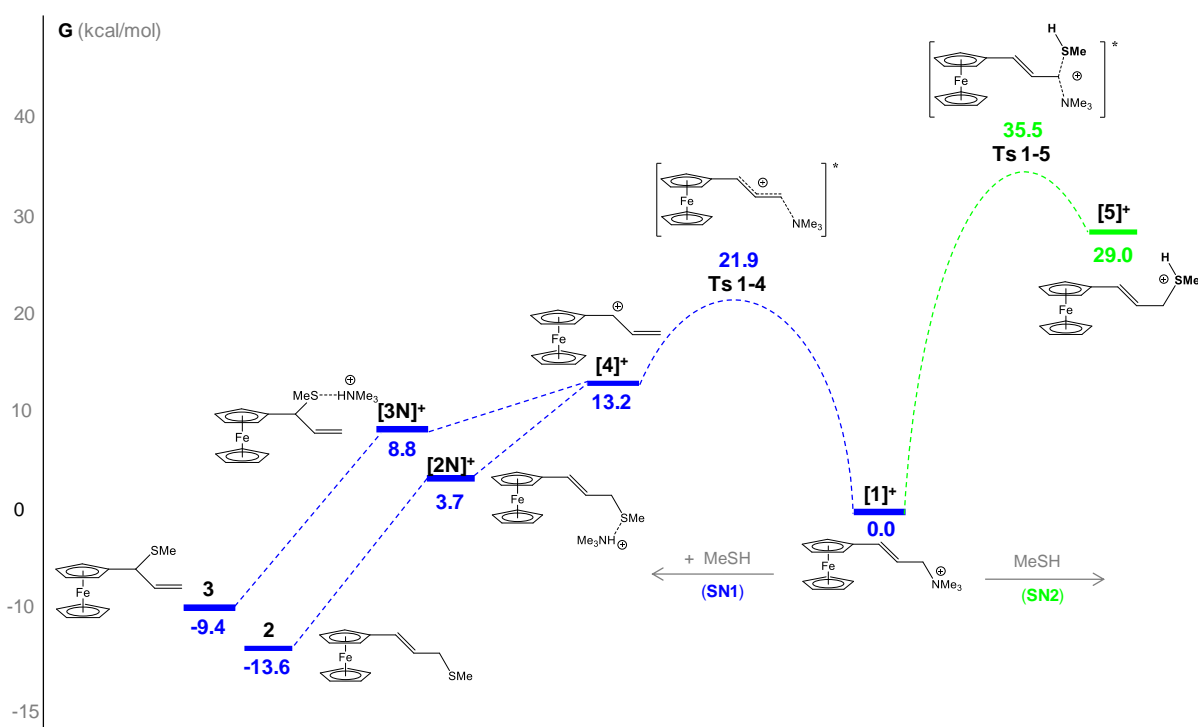 G (kcal/mol)
40
30
20
10
0
-10
-15
H
SMe
Fe
NMe3
*
35.5
Ts 1-5
[5]+
29.0
H
SMe
Fe
*
Fe
NMe3
21.9
Ts 1-4
Fe
[4]+
13.2
MeS HNMe3
Fe
[3N]+
8.8
[2N]+
3.7
Fe
SMe
Me3NH
[1]+
0.0
Fe
NMe3
+ MeSH
(SN1)
MeSH
(SN2)
SMe
Fe
3
-9.4
2
-13.6
Fe
SMe